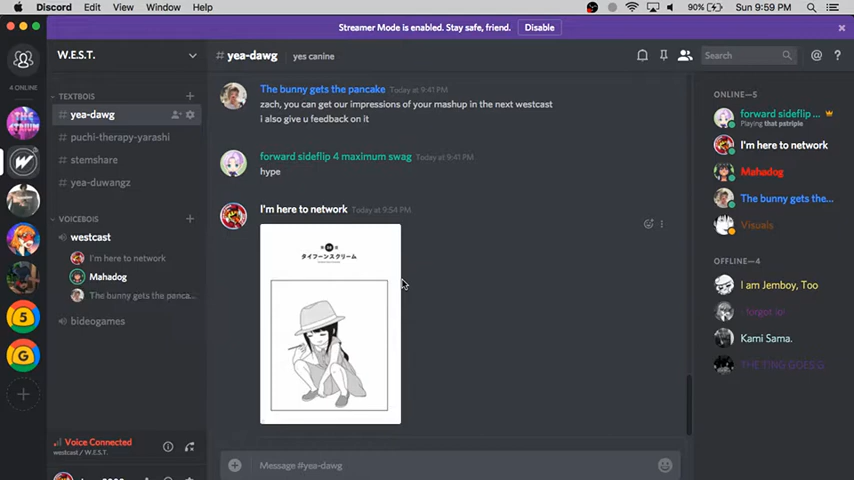 Discord File Edit View Window Help
90% Sun 9:59 PM
Streamer Mode is enabled. Stay safe, friend. Disable
4 ONLINE
THE ATRIUM
5
G
W.E.S.T.
TEXTBOIS
yea-dawg
puchi-therapy-yarashi
stemshare
yea-duwangz
VOICEBOIS
westcast
I'm here to network
Mahadog
The bunny gets the panca...
bideogames
Voice Connected
westcast / W.E.S.T.
# yea-dawg yes canine
Search
The bunny gets the pancake Today at 9:41 PM
zach, you can get our impressions of your mashup in the next westcast
i also give u feedback on it
forward sideflip 4 maximum swag Today at 9:41 PM
hype
I'm here to network Today at 9:54 PM
タイフーンスクリーム
Message #yea-dawg
ONLINE—5
forward sideflip ...
Playing that patriple
I'm here to network
Mahadog
The bunny gets the...
Visuals
OFFLINE—4
I am Jemboy, Too
Kami Sama.